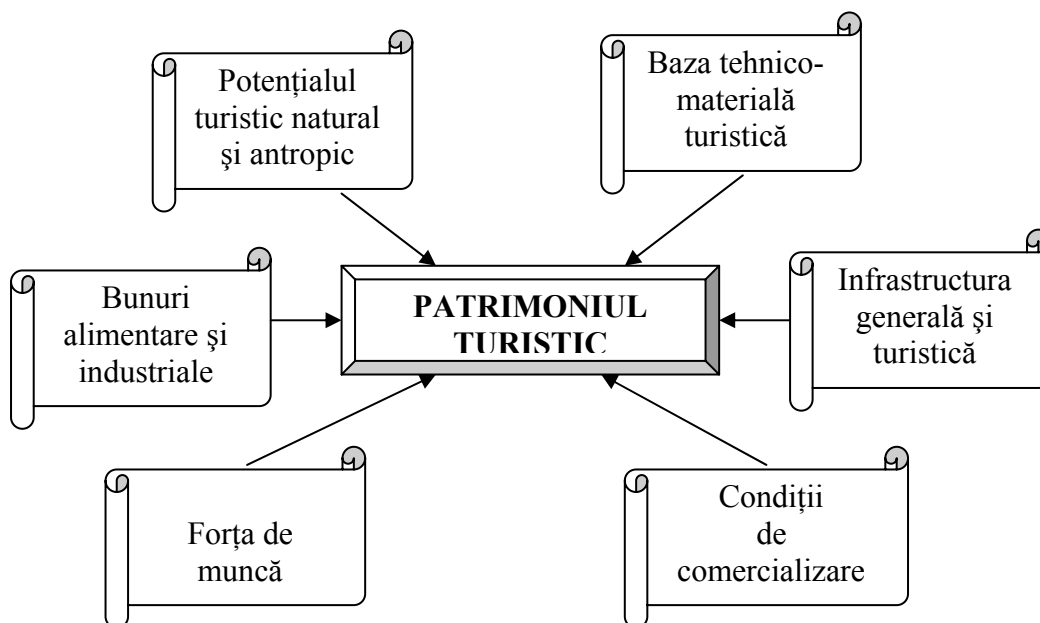 Potențialul
turistic natural
şi antropic
Baza tehnico-
materială
turistică
Bunuri
alimentare şi
industriale
PATRIMONIUL
TURISTIC
Infrastructura
generală şi
turistică
Forța de
muncă
Condiții
de
comercializare